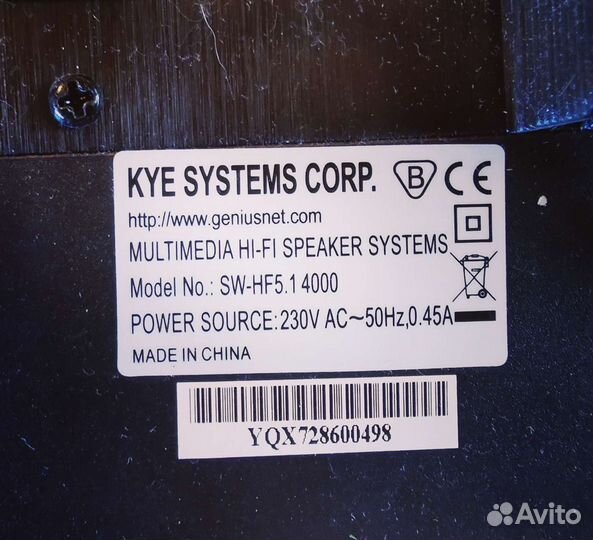 KYE SYSTEMS CORP. B CE
http://www.geniusnet.com
MULTIMEDIA HI-FI SPEAKER SYSTEMS
Model No.: SW-HF5.1 4000
POWER SOURCE:230V AC~50Hz,0.45A
MADE IN CHINA
YQX728600498
Avito